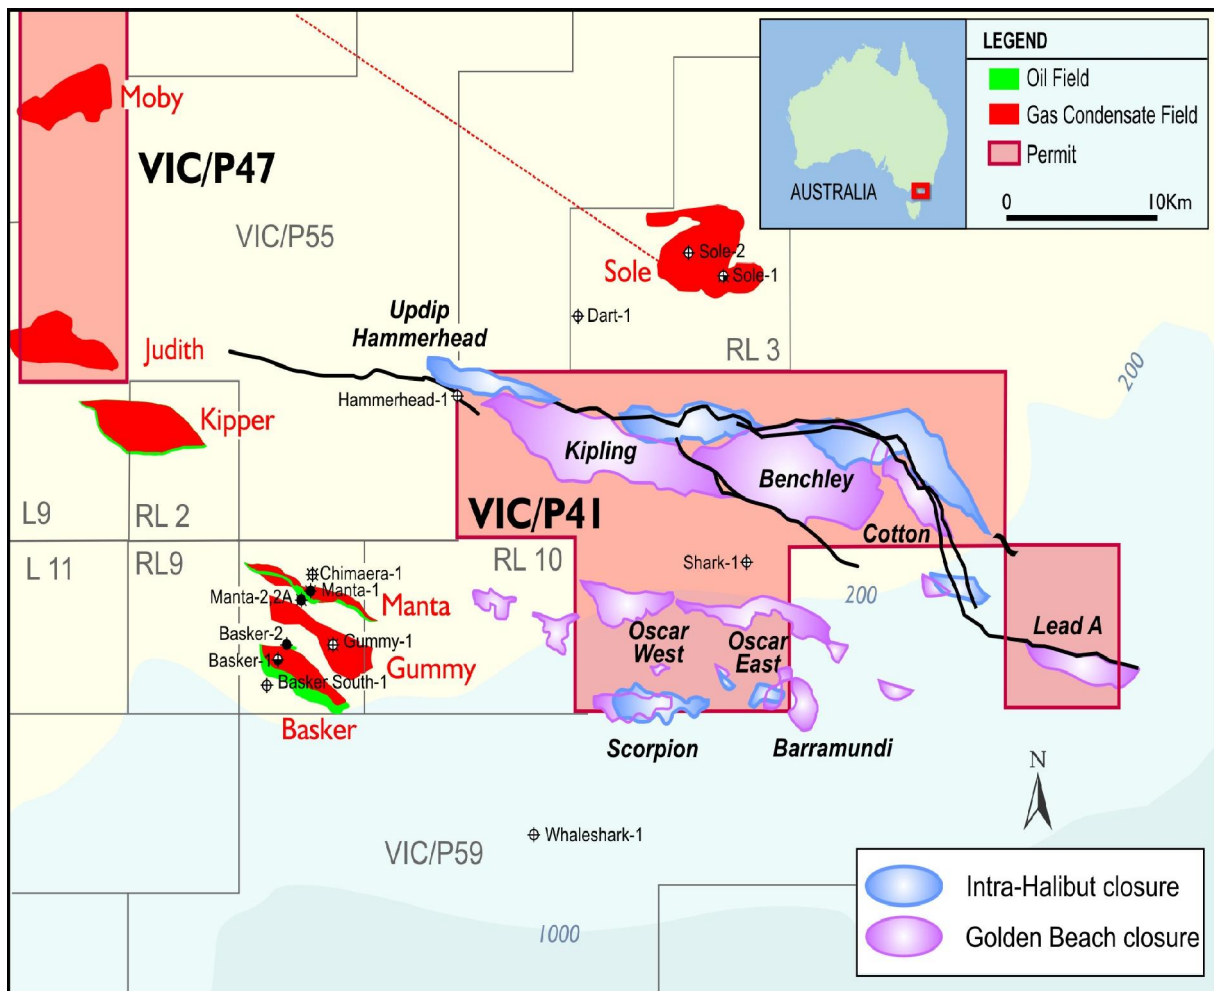 Moby
VIC/P47
VIC/P55
LEGEND
Oil Field
Gas Condensate Field
Permit
AUSTRALIA
0
10Km
Sole
Sole-2
Sole-1
Dart-1
RL 3
200
Updip
Hammerhead
Judith
Hammerhead-1
Kipper
Kipling
Benchley
VIC/P41
Cotton
L9
RL 2
L 11
RL9
RL 10
Shark-1
200
Chimaera-1
Manta-1
Manta-2,2A
Manta
Basker-2
Gummy-1
Basker-1
Gummy
Basker South-1
Basker
Oscar
West
Oscar
East
Lead A
Scorpion
Barramundi
N
Whaleshark-1
VIC/P59
1000
Intra-Halibut closure
Golden Beach closure